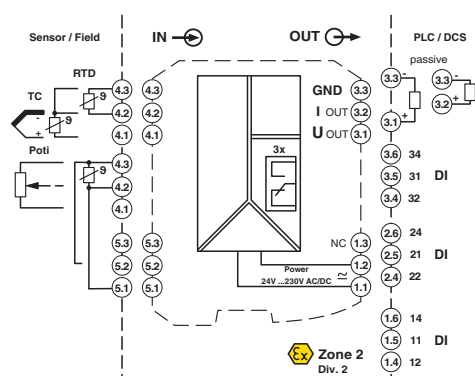 Sensor / Field
IN
OUT
PLC / DCS
passive
RTD
TC
4.3
4.2
4.1
- ϑ
+
ϑ
4.3
4.2
4.1
GND 3.3
I OUT 3.2
U OUT 3.1
3.3 -
3.1 +
3.3 -
3.2 +
Poti
ϑ
4.3
4.2
4.1
3x
3.6 34
3.5 31 DI
3.4 32
5.3
5.2
5.1
5.3
5.2
5.1
NC 1.3
Power 1.2
24V ...230V AC/DC ≂ 1.1
2.6 24
2.5 21 DI
2.4 22
Ex Zone 2
Div. 2
1.6 14
1.5 11 DI
1.4 12